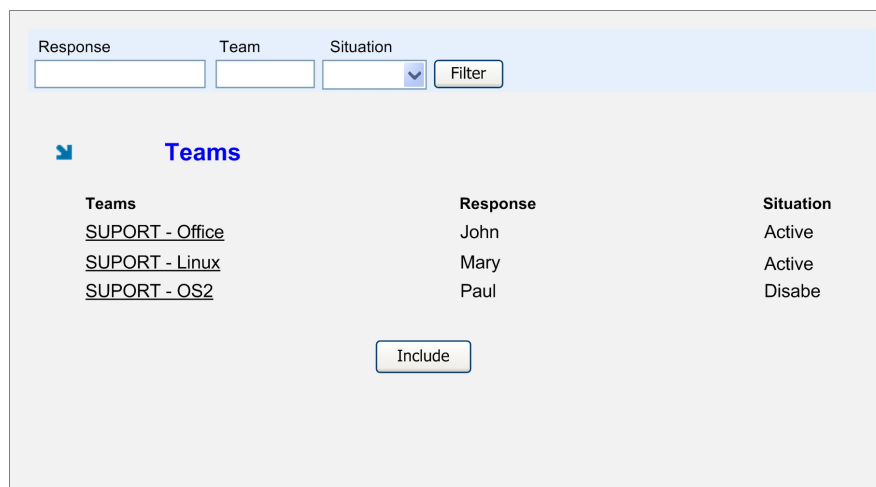 Response Team Situation
Filter
Teams
Teams Response Situation
SUPORT - Office John Active
SUPORT - Linux Mary Active
SUPORT - OS2 Paul Disabe
Include